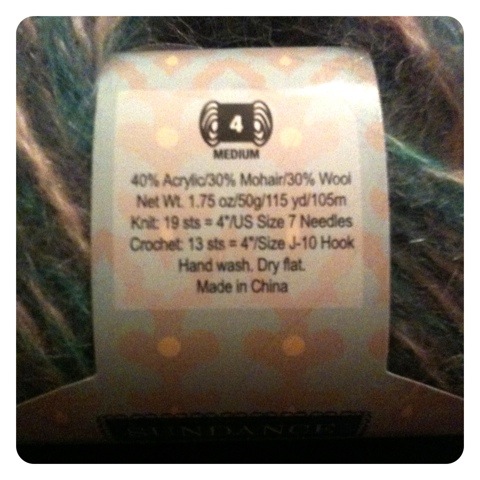 4
MEDIUM
40% Acrylic/30% Mohair/30% Wool
Net Wt. 1.75 oz/50g/115 yd/105m
Knit: 19 sts = 4"/US Size 7 Needles
Crochet: 13 sts = 4"/Size J-10 Hook
Hand wash. Dry flat.
Made in China
SUNDANCE